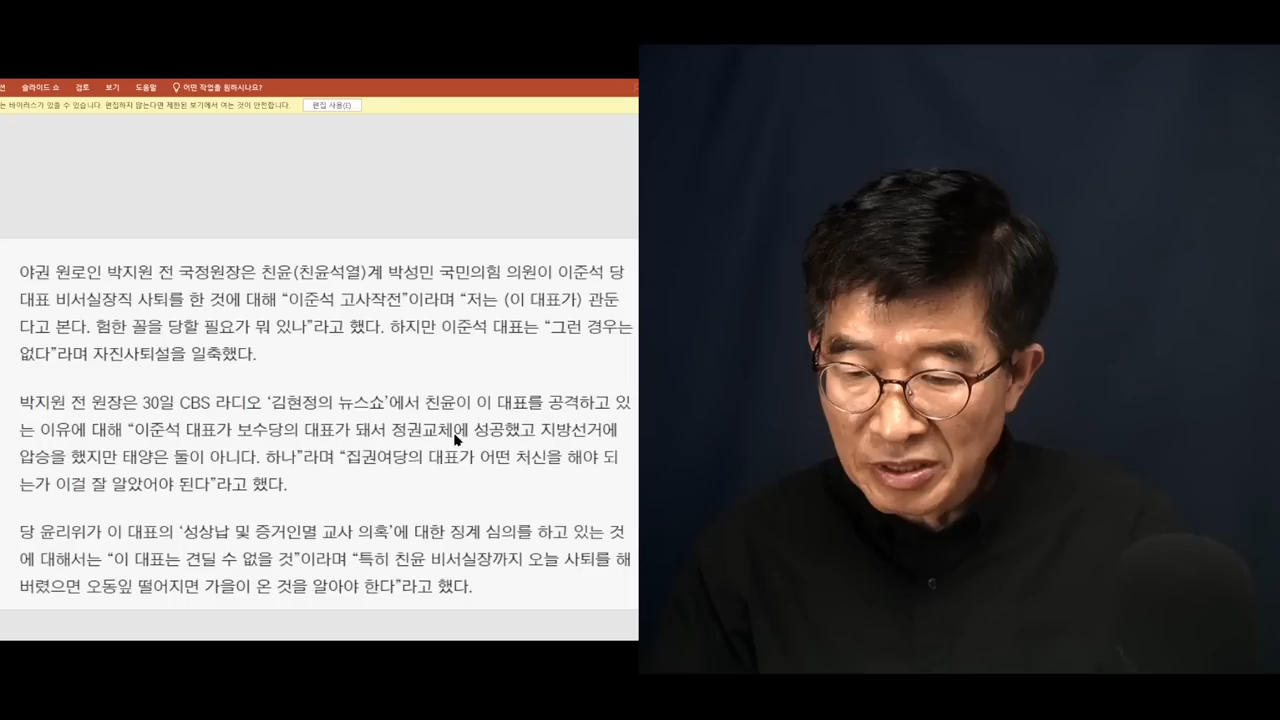 션 슬라이드 쇼 검토 보기 도움말 어떤 작업을 원하시나요?
는 바이러스가 있을 수 있습니다. 편집하지 않는다면 제한된 보기에서 여는 것이 안전합니다. 편집 사용(E)
야권 원로인 박지원 전 국정원장은 친윤(친윤석열)계 박성민 국민의힘 의원이 이준석 당
대표 비서실장직 사퇴를 한 것에 대해 “이준석 고사작전”이라며 “저는 (이 대표가) 관둔
다고 본다. 험한 꼴을 당할 필요가 뭐 있나”라고 했다. 하지만 이준석 대표는 “그런 경우는
없다”라며 자진사퇴설을 일축했다.
박지원 전 원장은 30일 CBS 라디오 ‘김현정의 뉴스쇼’에서 친윤이 이 대표를 공격하고 있
는 이유에 대해 “이준석 대표가 보수당의 대표가 돼서 정권교체에 성공했고 지방선거에
압승을 했지만 태양은 둘이 아니다. 하나”라며 “집권여당의 대표가 어떤 처신을 해야 되
는가 이걸 잘 알았어야 된다”라고 했다.
당 윤리위가 이 대표의 ‘성상납 및 증거인멸 교사 의혹’에 대한 징계 심의를 하고 있는 것
에 대해서는 “이 대표는 견딜 수 없을 것”이라며 “특히 친윤 비서실장까지 오늘 사퇴를 해
버렸으면 오동잎 떨어지면 가을이 온 것을 알아야 한다”라고 했다.